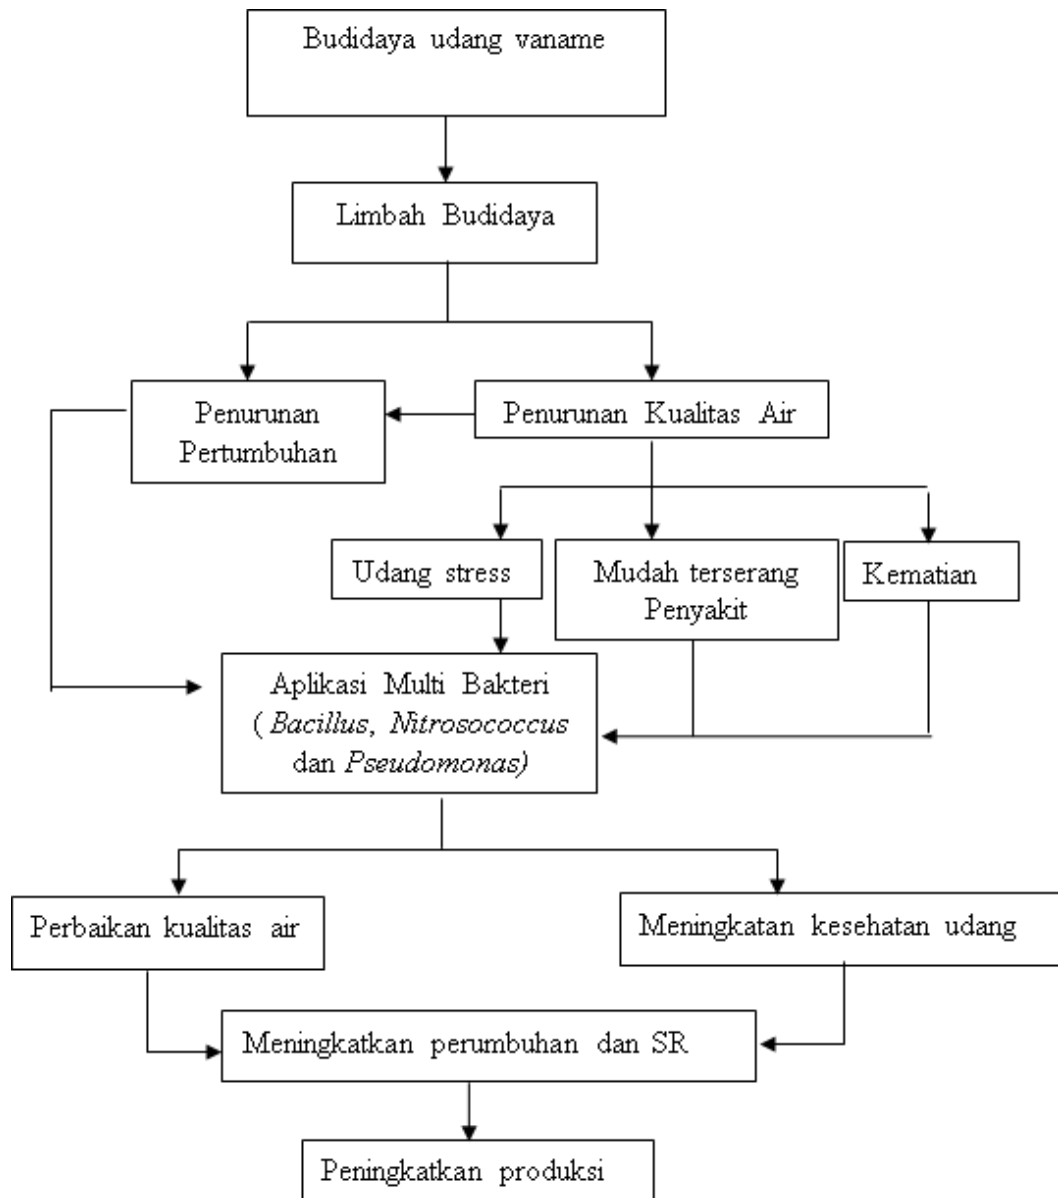 Budidaya udang vaname
Limbah Budidaya
Penurunan
Pertumbuhan
Penurunan Kualitas Air
Udang stress
Mudah terserang
Penyakit
Kematian
Aplikasi Multi Bakteri
( Bacillus, Nitrosococcus
dan Pseudomonas)
Perbaikan kualitas air
Meningkatan kesehatan udang
Meningkatkan perumbuhan dan SR
Peningkatkan produksi